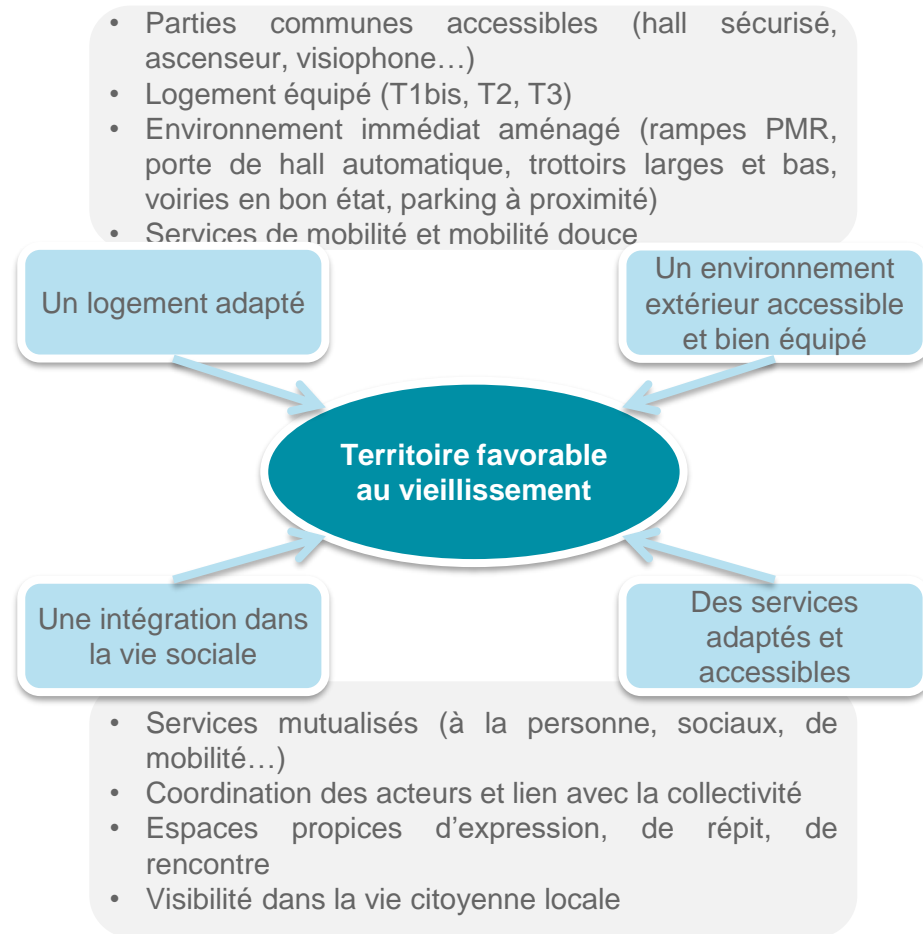 • Parties communes accessibles (hall sécurisé,
ascenseur, visiophone…)
• Logement équipé (T1bis, T2, T3)
• Environnement immédiat aménagé (rampes PMR,
porte de hall automatique, trottoirs larges et bas,
voiries en bon état, parking à proximité)
• Services de mobilité et mobilité douce
Un logement adapté
Un environnement
extérieur accessible
et bien équipé
Territoire favorable
au vieillissement
Une intégration dans
la vie sociale
Des services
adaptés et
accessibles
• Services mutualisés (à la personne, sociaux, de
mobilité…)
• Coordination des acteurs et lien avec la collectivité
• Espaces propices d’expression, de répit, de
rencontre
• Visibilité dans la vie citoyenne locale